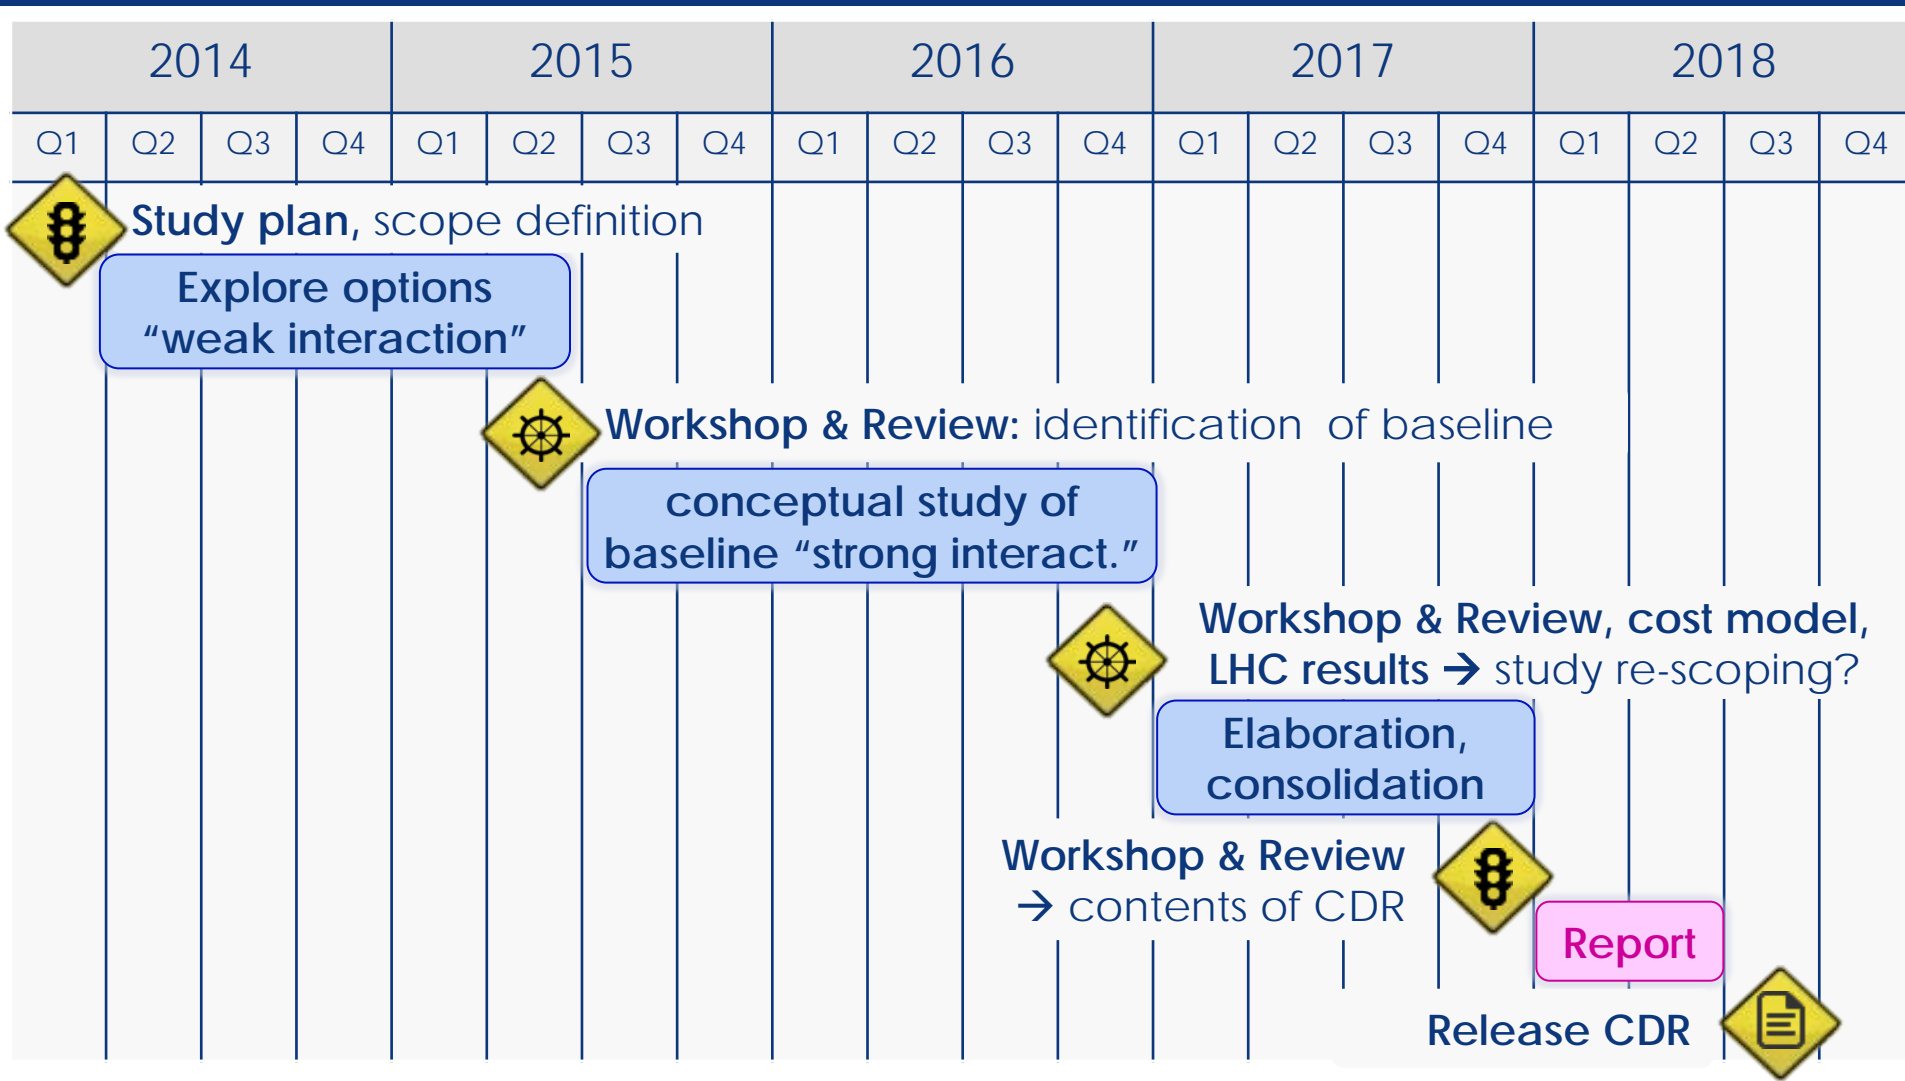 2014 2015 2016 2017 2018
Q1 Q2 Q3 Q4 Q1 Q2 Q3 Q4 Q1 Q2 Q3 Q4 Q1 Q2 Q3 Q4 Q1 Q2 Q3 Q4
Study plan, scope definition
Explore options
“weak interaction”
Workshop & Review: identification of baseline
conceptual study of
baseline “strong interact.”
Workshop & Review, cost model,
LHC results → study re-scoping?
Elaboration,
consolidation
Workshop & Review
→ contents of CDR
Report
Release CDR